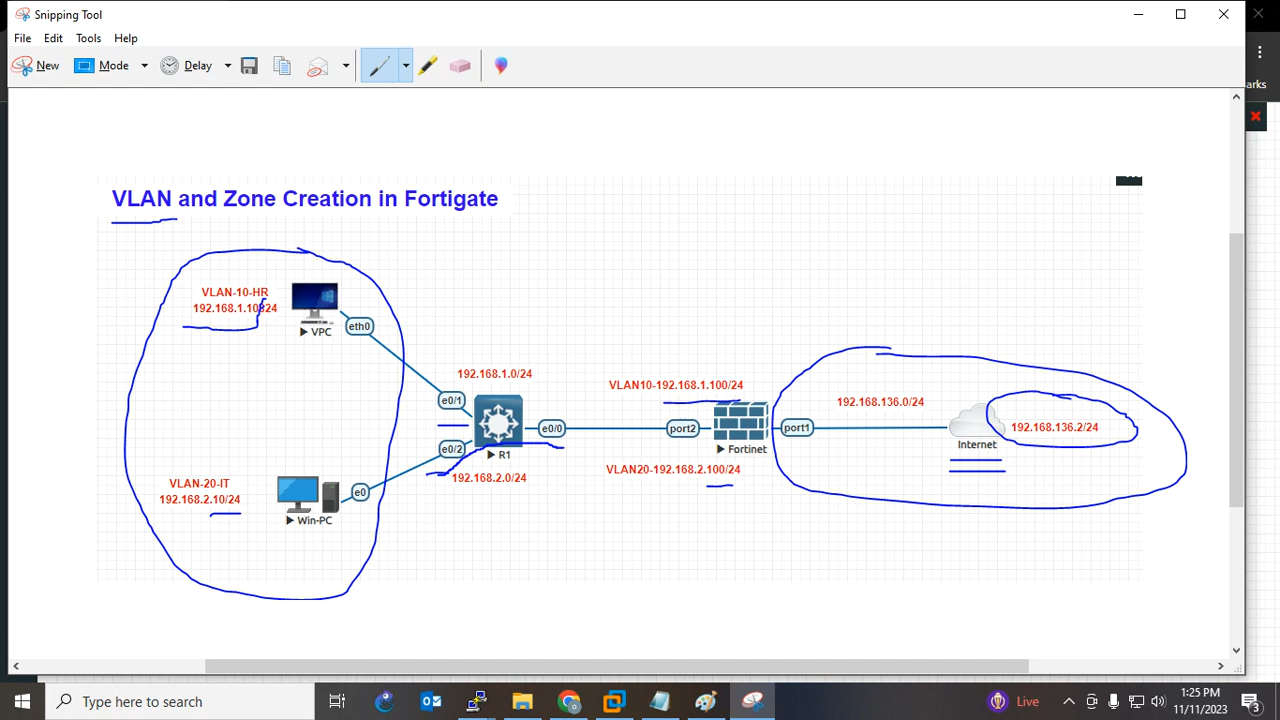 Snipping Tool
File Edit Tools Help
New Mode Delay
arks
VLAN and Zone Creation in Fortigate
VLAN-10-HR
192.168.1.10/24
VPC
eth0
192.168.1.0/24
e0/1
VLAN10-192.168.1.100/24
192.168.136.0/24
192.168.136.2/24
e0/0
port2
port1
Internet
e0/2
R1
Fortinet
VLAN20-192.168.2.100/24
192.168.2.0/24
VLAN-20-IT
192.168.2.10/24
e0
Win-PC
Type here to search
Live
1:25 PM
11/11/2023
3